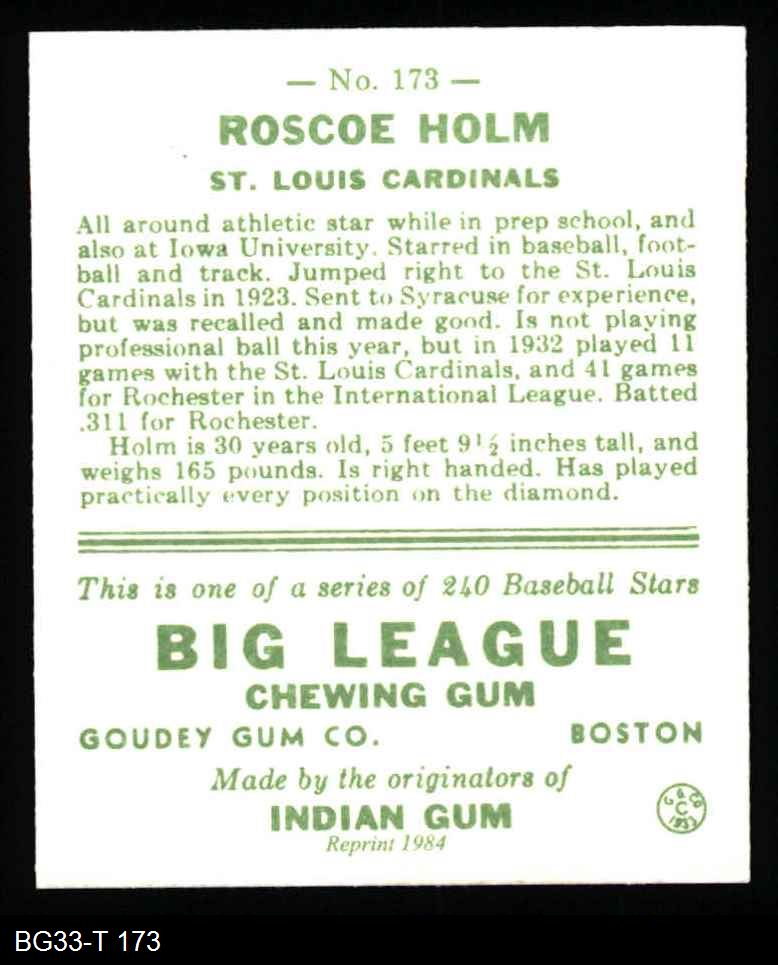 — No. 173 —
ROSCOE HOLM
ST. LOUIS CARDINALS
All around athletic star while in prep school, and
also at Iowa University. Starred in baseball, foot-
ball and track. Jumped right to the St. Louis
Cardinals in 1923. Sent to Syracuse for experience,
but was recalled and made good. Is not playing
professional ball this year, but in 1932 played 11
games with the St. Louis Cardinals, and 41 games
for Rochester in the International League. Batted
.311 for Rochester.
Holm is 30 years old, 5 feet 9½ inches tall, and
weighs 165 pounds. Is right handed. Has played
practically every position on the diamond.
This is one of a series of 240 Baseball Stars
BIG LEAGUE
CHEWING GUM
GOUDEY GUM CO. BOSTON
Made by the originators of
INDIAN GUM
Reprint 1984
G. G. CO.
C
1933
BG33-T 173